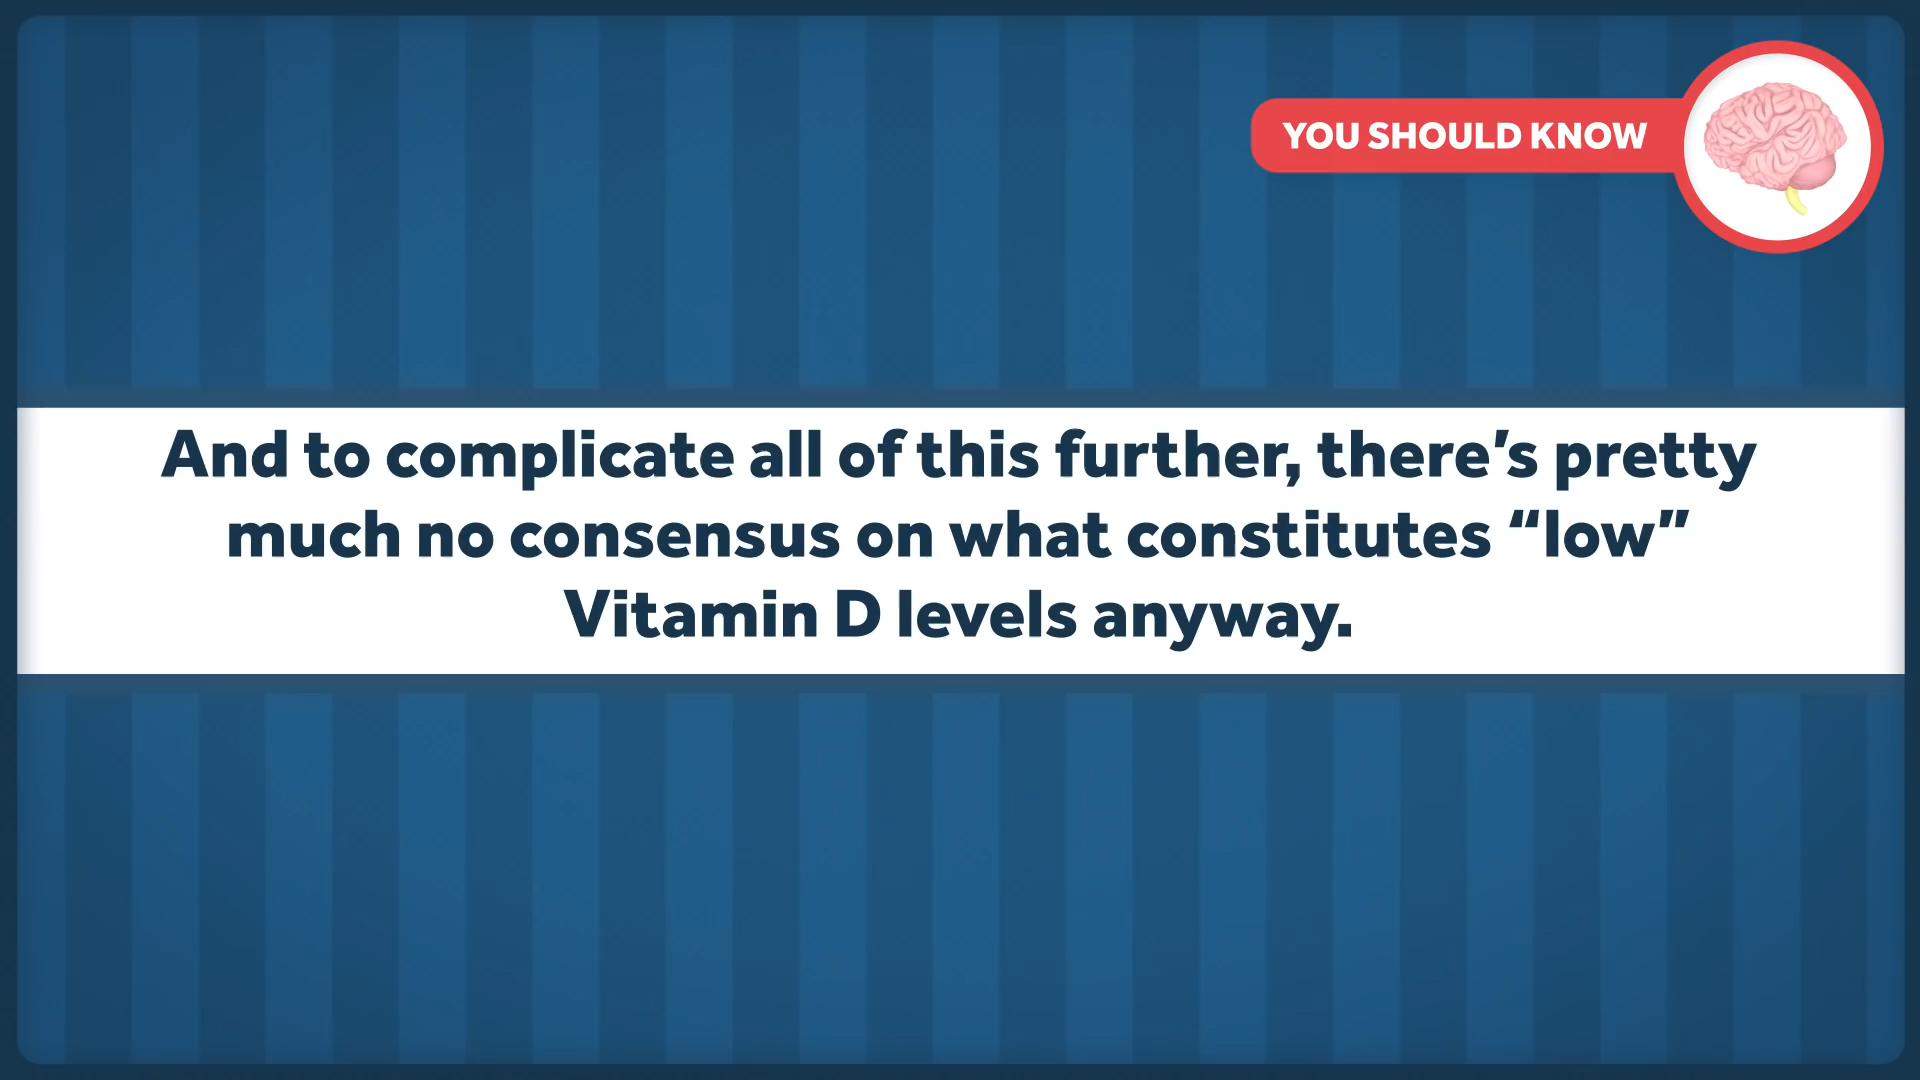 YOU SHOULD KNOW
And to complicate all of this further, there’s pretty
much no consensus on what constitutes “low”
Vitamin D levels anyway.